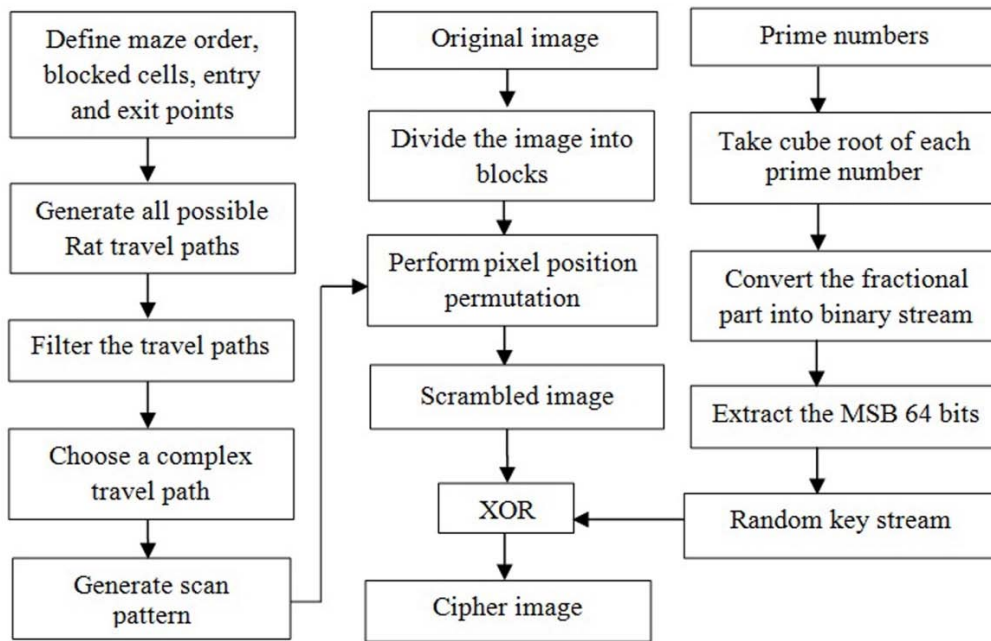 Define maze order,
blocked cells, entry
and exit points
Generate all possible
Rat travel paths
Filter the travel paths
Choose a complex
travel path
Generate scan
pattern
Original image
Divide the image into
blocks
Perform pixel position
permutation
Scrambled image
XOR
Cipher image
Prime numbers
Take cube root of each
prime number
Convert the fractional
part into binary stream
Extract the MSB 64 bits
Random key stream